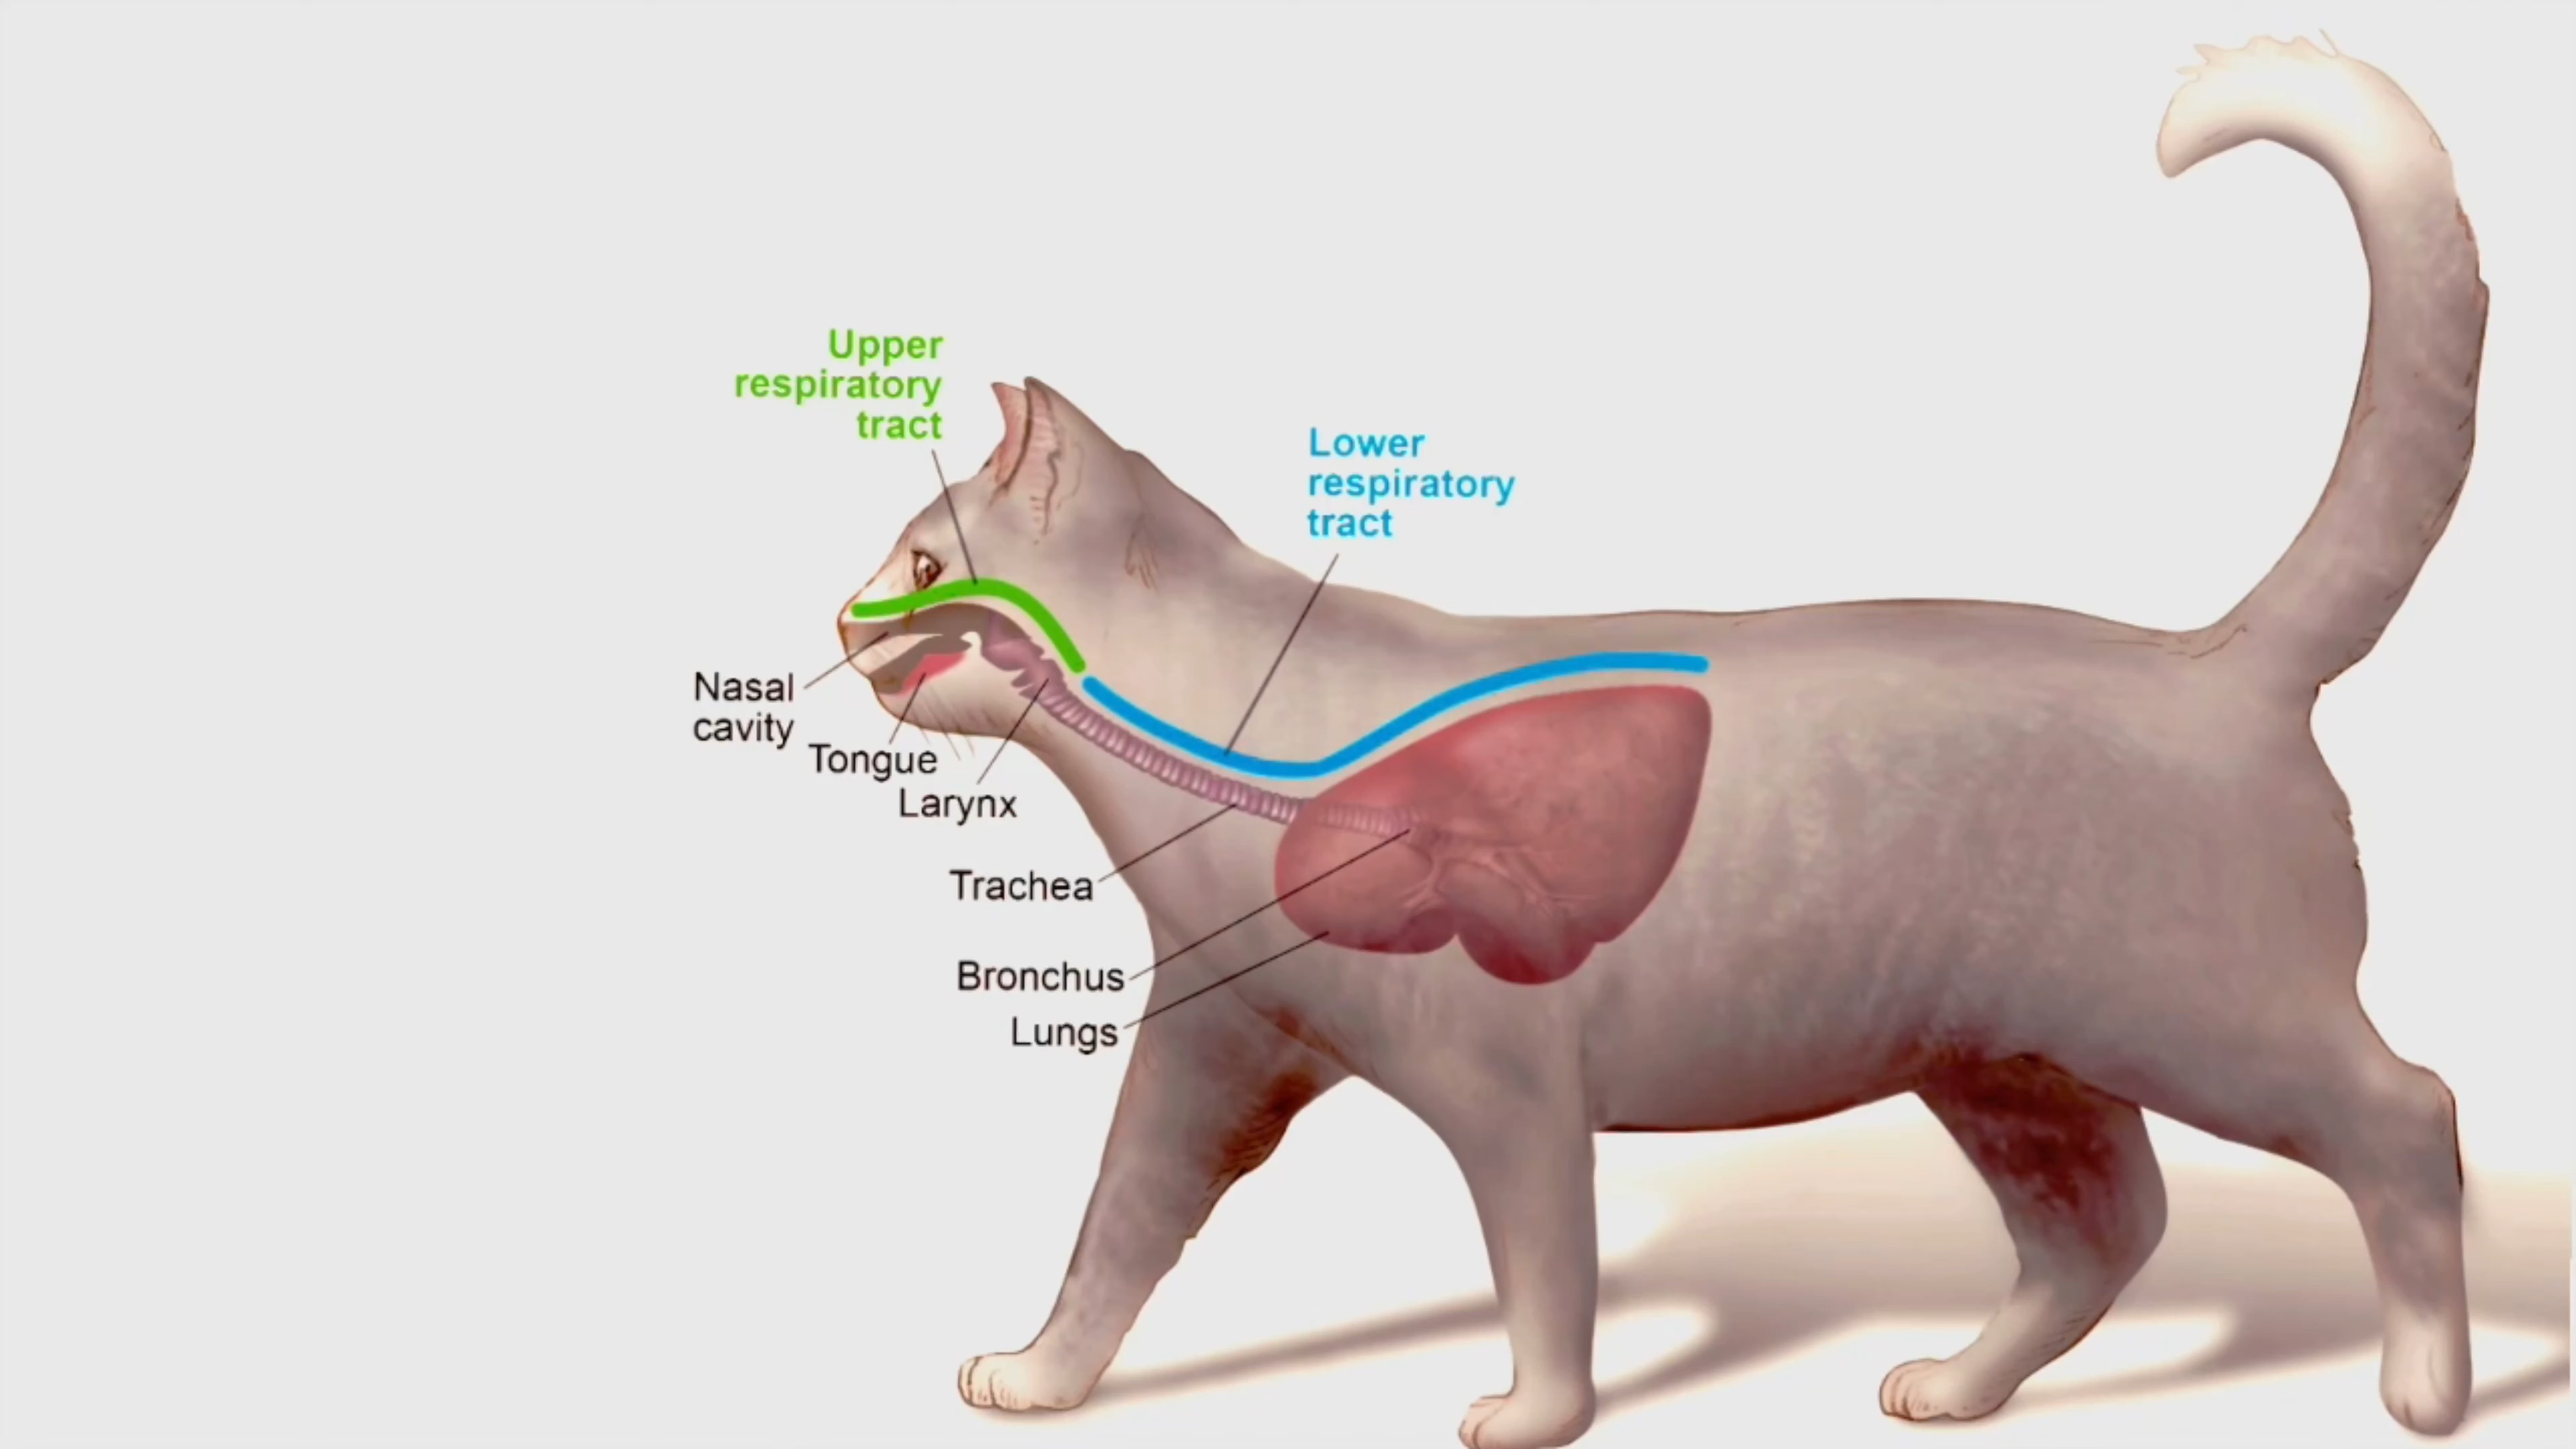 Upper
respiratory
tract
Lower
respiratory
tract
Nasal
cavity
Tongue
Larynx
Trachea
Bronchus
Lungs